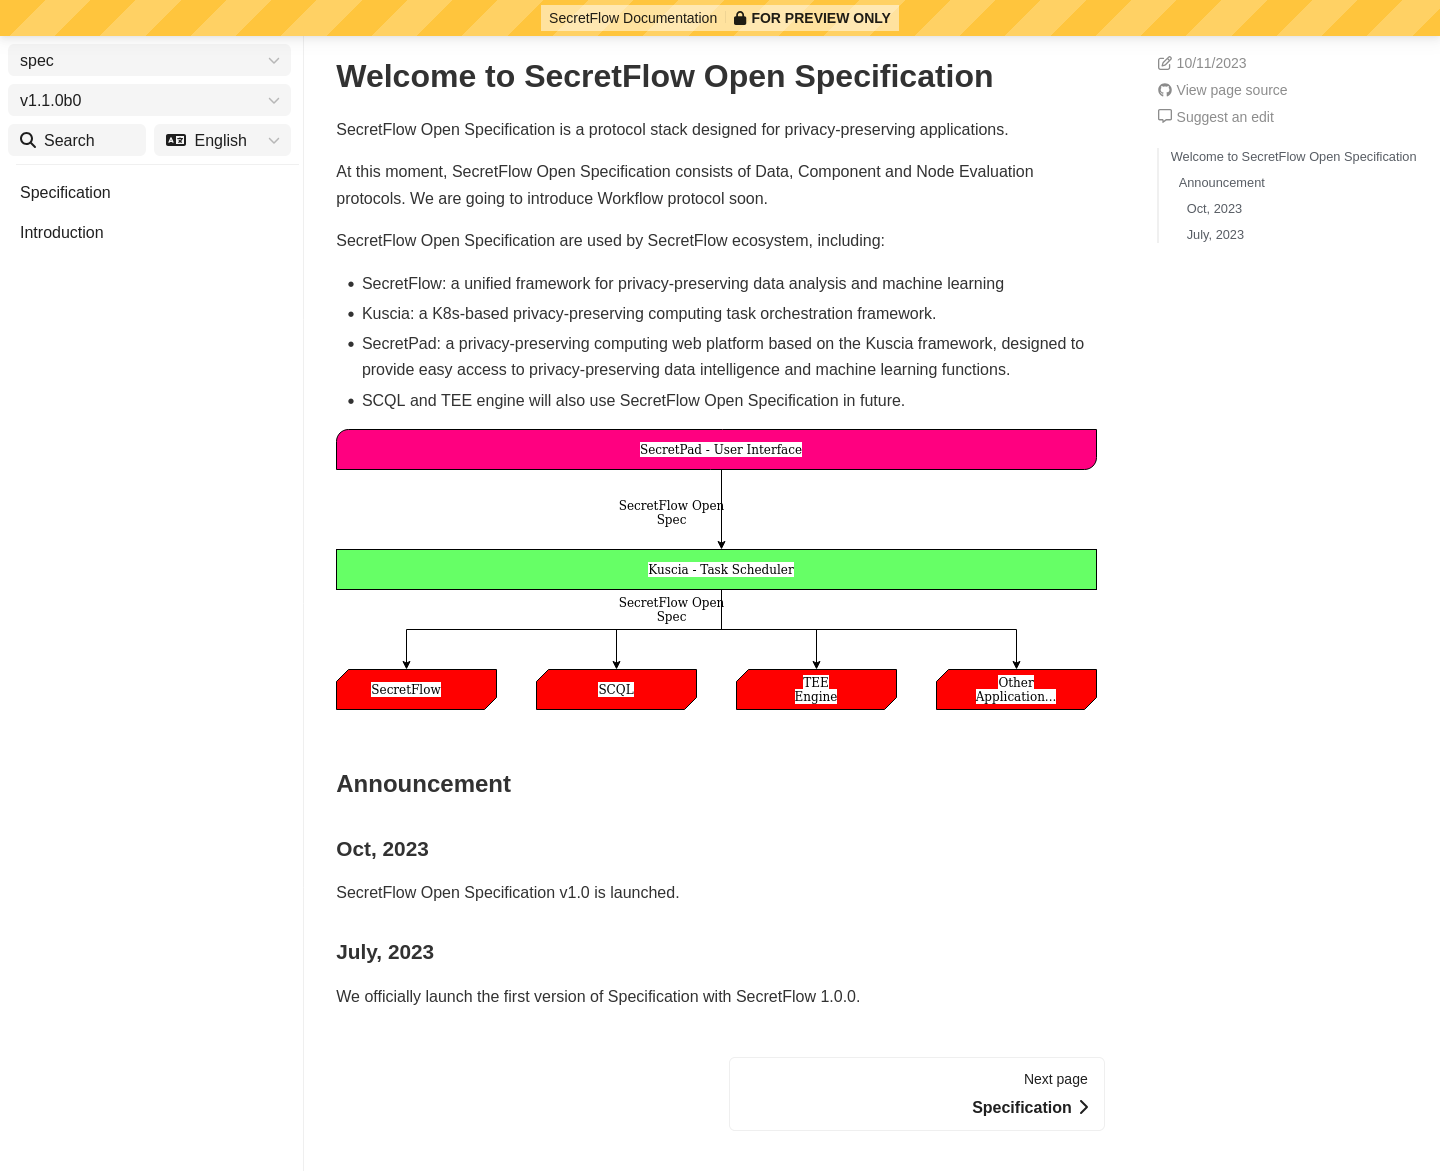 SecretFlow Documentation
FOR PREVIEW ONLY
spec
v1.1.0b0
Search
English
Specification
Introduction
Welcome to SecretFlow Open Specification
SecretFlow Open Specification is a protocol stack designed for privacy-preserving applications.
At this moment, SecretFlow Open Specification consists of Data, Component and Node Evaluation
protocols. We are going to introduce Workflow protocol soon.
SecretFlow Open Specification are used by SecretFlow ecosystem, including:
• SecretFlow: a unified framework for privacy-preserving data analysis and machine learning
• Kuscia: a K8s-based privacy-preserving computing task orchestration framework.
• SecretPad: a privacy-preserving computing web platform based on the Kuscia framework, designed to
provide easy access to privacy-preserving data intelligence and machine learning functions.
• SCQL and TEE engine will also use SecretFlow Open Specification in future.
SecretPad - User Interface
SecretFlow Open
Spec
Kuscia - Task Scheduler
SecretFlow Open
Spec
SecretFlow
SCQL
TEE
Engine
Other
Application...
Announcement
Oct, 2023
SecretFlow Open Specification v1.0 is launched.
July, 2023
We officially launch the first version of Specification with SecretFlow 1.0.0.
Next page
Specification
10/11/2023
View page source
Suggest an edit
Welcome to SecretFlow Open Specification
Announcement
Oct, 2023
July, 2023